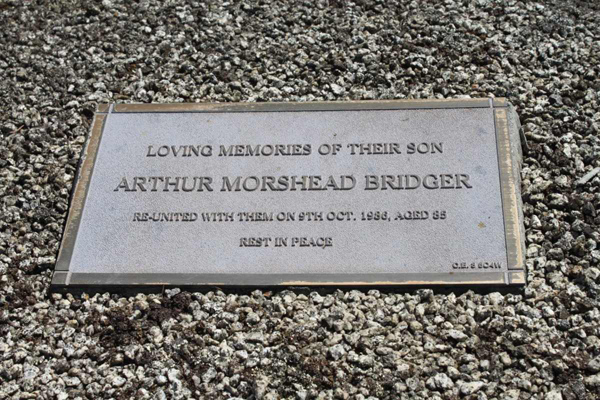 LOVING MEMORIES OF THEIR SON
ARTHUR MORSHEAD BRIDGER
RE-UNITED WITH THEM ON 9TH OCT. 1986, AGED 85
REST IN PEACE